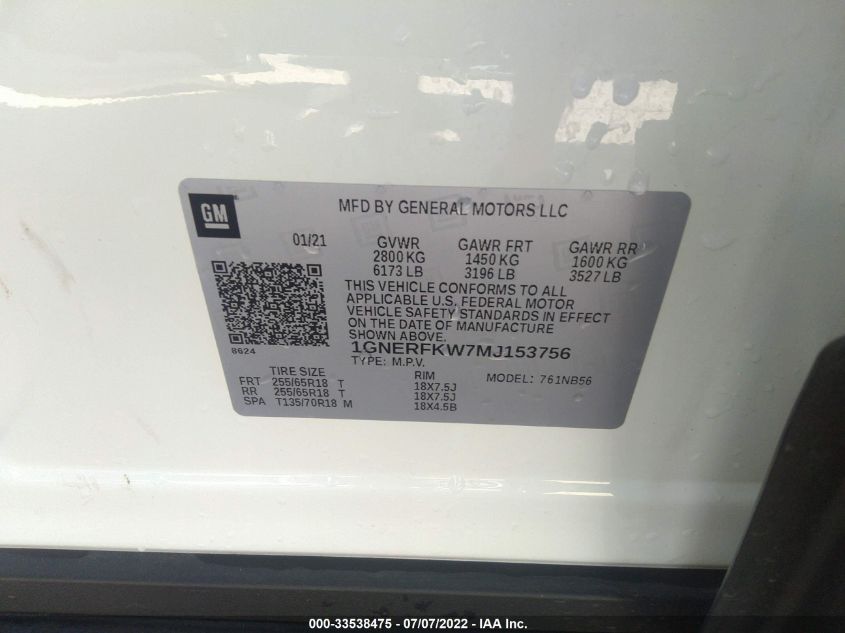 GM
MFD BY GENERAL MOTORS LLC
01/21 GVWR GAWR FRT GAWR RR
2800 KG 1450 KG 1600 KG
6173 LB 3196 LB 3527 LB
THIS VEHICLE CONFORMS TO ALL
APPLICABLE U.S. FEDERAL MOTOR
VEHICLE SAFETY STANDARDS IN EFFECT
ON THE DATE OF MANUFACTURE
SHOWN ABOVE.
8624
1GNERFKW7MJ153756
TYPE: M.P.V.
MODEL: 761NB56
TIRE SIZE RIM
FRT 255/65R18 T 18X7.5J
RR 255/65R18 T 18X7.5J
SPA T135/70R18 M 18X4.5B
000-33538475 - 07/07/2022 - IAA Inc.